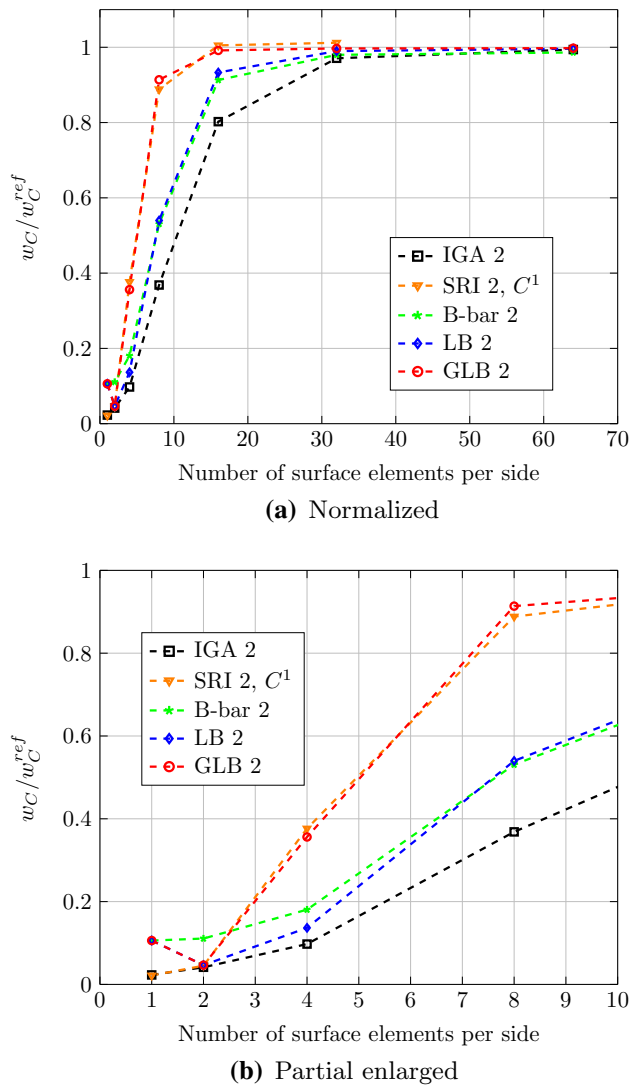 1
0.8
0.6
0.4
0.2
0
w_C/w_C^{ref}
IGA 2
SRI 2, C^1
B-bar 2
LB 2
GLB 2
0 10 20 30 40 50 60 70
Number of surface elements per side
(a) Normalized
1
0.8
0.6
0.4
0.2
0
w_C/w_C^{ref}
IGA 2
SRI 2, C^1
B-bar 2
LB 2
GLB 2
0 1 2 3 4 5 6 7 8 9 10
Number of surface elements per side
(b) Partial enlarged